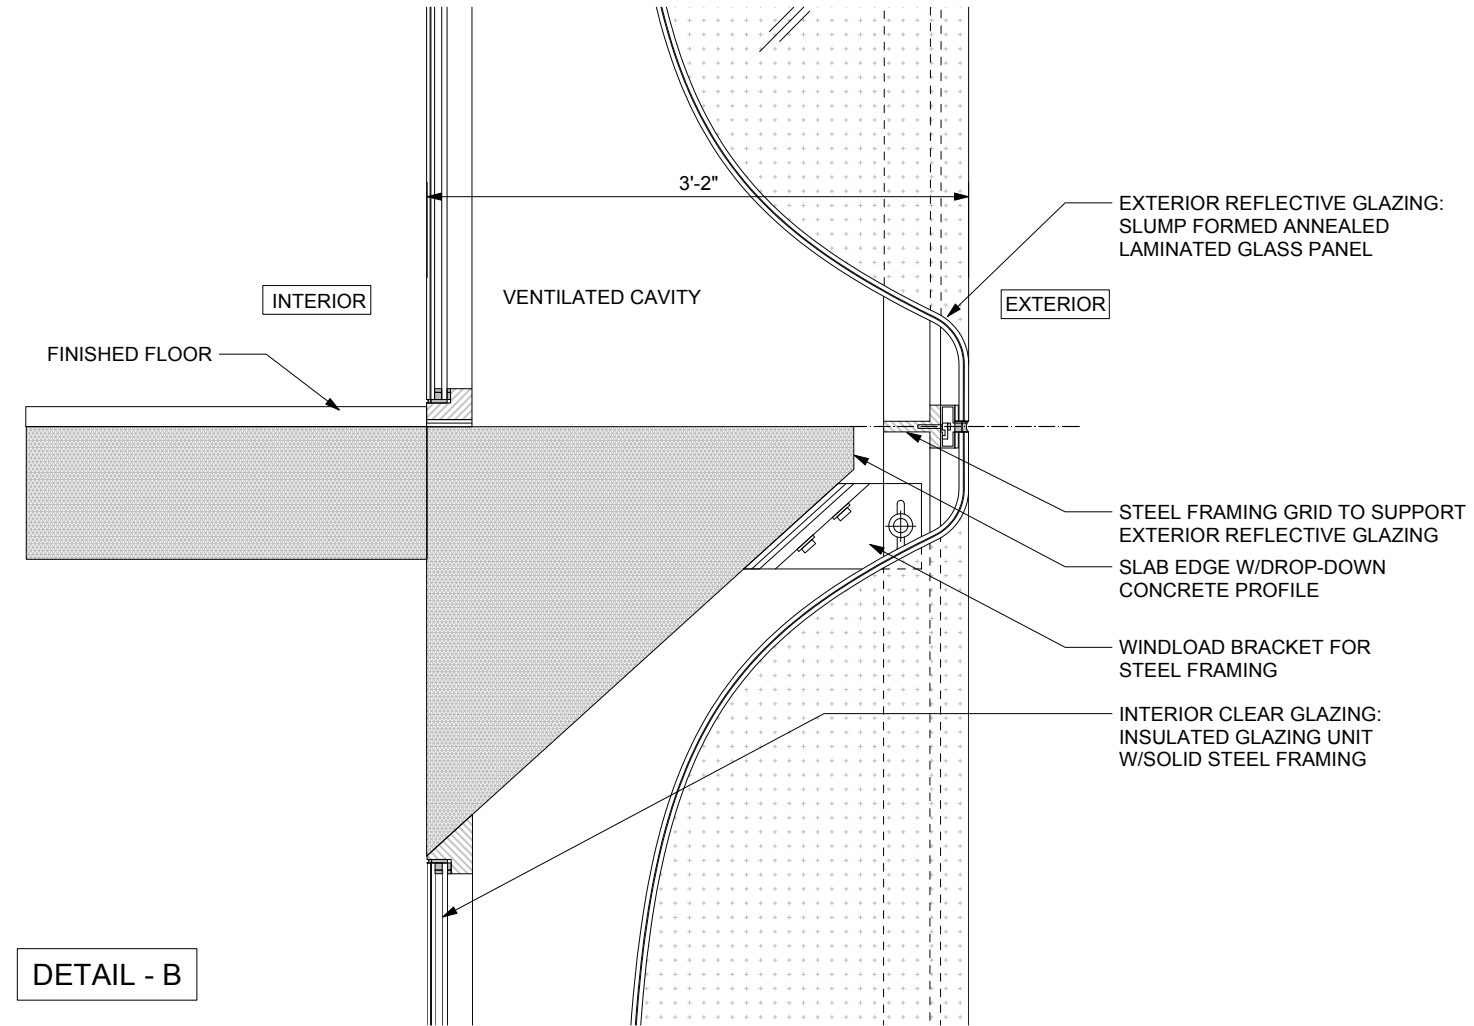 3'-2"
EXTERIOR REFLECTIVE GLAZING:
SLUMP FORMED ANNEALED
LAMINATED GLASS PANEL
INTERIOR
VENTILATED CAVITY
EXTERIOR
FINISHED FLOOR
STEEL FRAMING GRID TO SUPPORT
EXTERIOR REFLECTIVE GLAZING
SLAB EDGE W/DROP-DOWN
CONCRETE PROFILE
WINDLOAD BRACKET FOR
STEEL FRAMING
INTERIOR CLEAR GLAZING:
INSULATED GLAZING UNIT
W/SOLID STEEL FRAMING
DETAIL - B